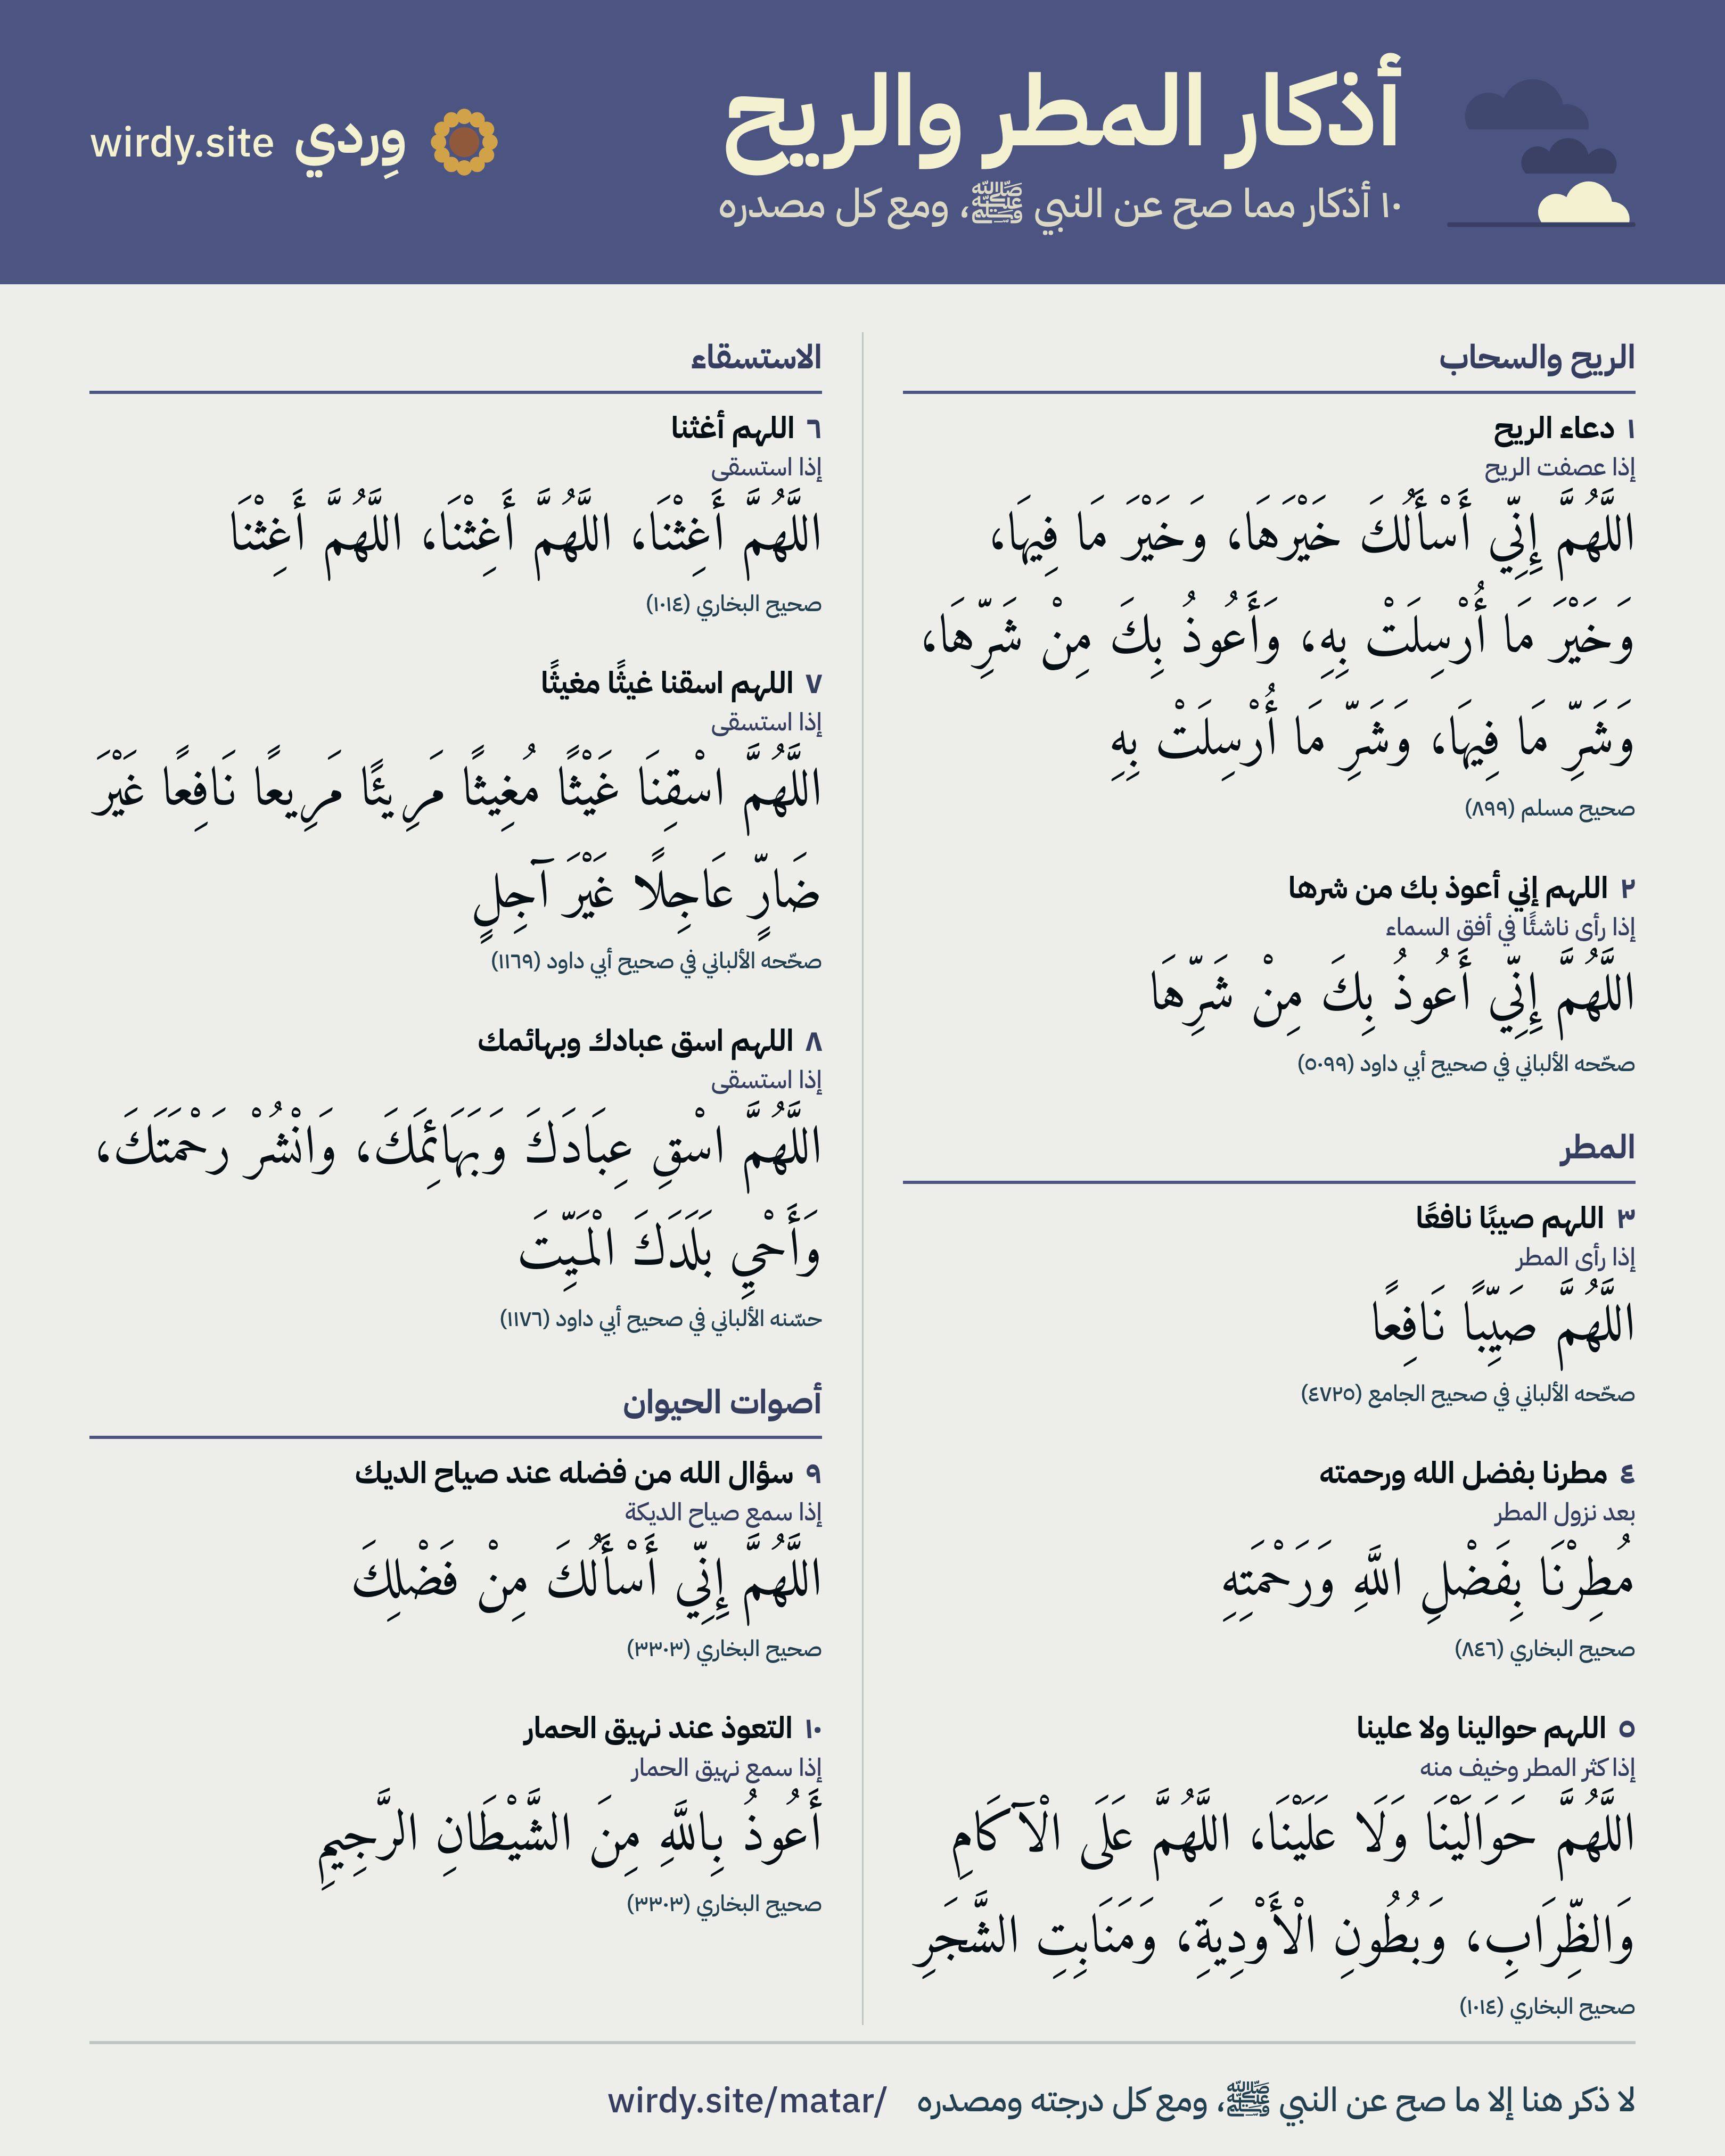 أذكار المطر والريح
١٠ أذكار مما صح عن النبي ﷺ، ومع كل مصدره
وِردي wirdy.site
الريح والسحاب
١ دعاء الريح
إذا عصفت الريح
اللَّهُمَّ إِنِّي أَسْأَلُكَ خَيْرَهَا، وَخَيْرَ مَا فِيهَا،
وَخَيْرَ مَا أُرْسِلَتْ بِهِ، وَأَعُوذُ بِكَ مِنْ شَرِّهَا،
وَشَرِّ مَا فِيهَا، وَشَرِّ مَا أُرْسِلَتْ بِهِ
صحيح مسلم (٨٩٩)
٢ اللهم إني أعوذ بك من شرها
إذا رأى ناشئًا في أفق السماء
اللَّهُمَّ إِنِّي أَعُوذُ بِكَ مِنْ شَرِّهَا
صحّحه الألباني في صحيح أبي داود (٥٠٩٩)
المطر
٣ اللهم صيبًا نافعًا
إذا رأى المطر
اللَّهُمَّ صَيِّبًا نَافِعًا
صحّحه الألباني في صحيح الجامع (٤٧٢٥)
٤ مطرنا بفضل الله ورحمته
بعد نزول المطر
مُطِرْنَا بِفَضْلِ اللَّهِ وَرَحْمَتِهِ
صحيح البخاري (٨٤٦)
٥ اللهم حوالينا ولا علينا
إذا كثر المطر وخيف منه
اللَّهُمَّ حَوَالَيْنَا وَلَا عَلَيْنَا، اللَّهُمَّ عَلَى الْآكَامِ
وَالظِّرَابِ، وَبُطُونِ الْأَوْدِيَةِ، وَمَنَابِتِ الشَّجَرِ
صحيح البخاري (١٠١٤)
الاستسقاء
٦ اللهم أغثنا
إذا استسقى
اللَّهُمَّ أَغِثْنَا، اللَّهُمَّ أَغِثْنَا، اللَّهُمَّ أَغِثْنَا
صحيح البخاري (١٠١٤)
٧ اللهم اسقنا غيثًا مغيثًا
إذا استسقى
اللَّهُمَّ اسْقِنَا غَيْثًا مُغِيثًا مَرِيئًا مَرِيعًا نَافِعًا غَيْرَ
ضَارٍّ عَاجِلًا غَيْرَ آجِلٍ
صحّحه الألباني في صحيح أبي داود (١١٦٩)
٨ اللهم اسق عبادك وبهائمك
إذا استسقى
اللَّهُمَّ اسْقِ عِبَادَكَ وَبَهَائِمَكَ، وَانْشُرْ رَحْمَتَكَ،
وَأَحْيِ بَلَدَكَ الْمَيِّتَ
حسّنه الألباني في صحيح أبي داود (١١٧٦)
أصوات الحيوان
٩ سؤال الله من فضله عند صياح الديك
إذا سمع صياح الديكة
اللَّهُمَّ إِنِّي أَسْأَلُكَ مِنْ فَضْلِكَ
صحيح البخاري (٣٣٠٣)
١٠ التعوذ عند نهيق الحمار
إذا سمع نهيق الحمار
أَعُوذُ بِاللَّهِ مِنَ الشَّيْطَانِ الرَّجِيمِ
صحيح البخاري (٣٣٠٣)
لا ذكر هنا إلا ما صح عن النبي ﷺ، ومع كل درجته ومصدره wirdy.site/matar/